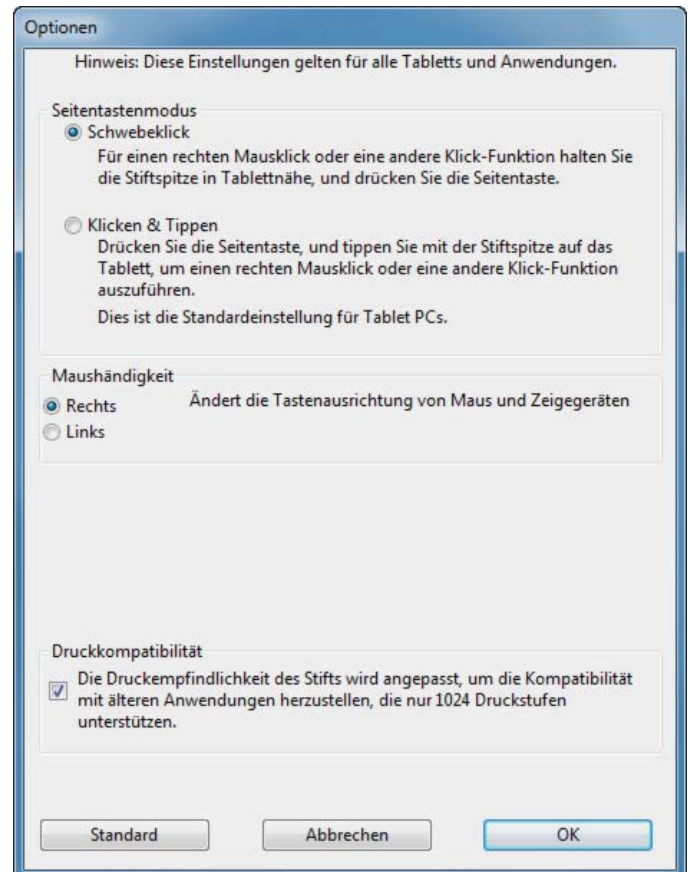 Optionen
Hinweis: Diese Einstellungen gelten für alle Tabletts und Anwendungen.
Seitentastenmodus
Schwebeklick
Für einen rechten Mausklick oder eine andere Klick-Funktion halten Sie
die Stiftspitze in Tablettnähe, und drücken Sie die Seitentaste.
Klicken & Tippen
Drücken Sie die Seitentaste, und tippen Sie mit der Stiftspitze auf das
Tablett, um einen rechten Mausklick oder eine andere Klick-Funktion
auszuführen.
Dies ist die Standardeinstellung für Tablet PCs.
Maushändigkeit
Rechts
Ändert die Tastenausrichtung von Maus und Zeigegeräten
Links
Druckkompatibilität
Die Druckempfindlichkeit des Stifts wird angepasst, um die Kompatibilität
mit älteren Anwendungen herzustellen, die nur 1024 Druckstufen
unterstützen.
Standard
Abbrechen
OK